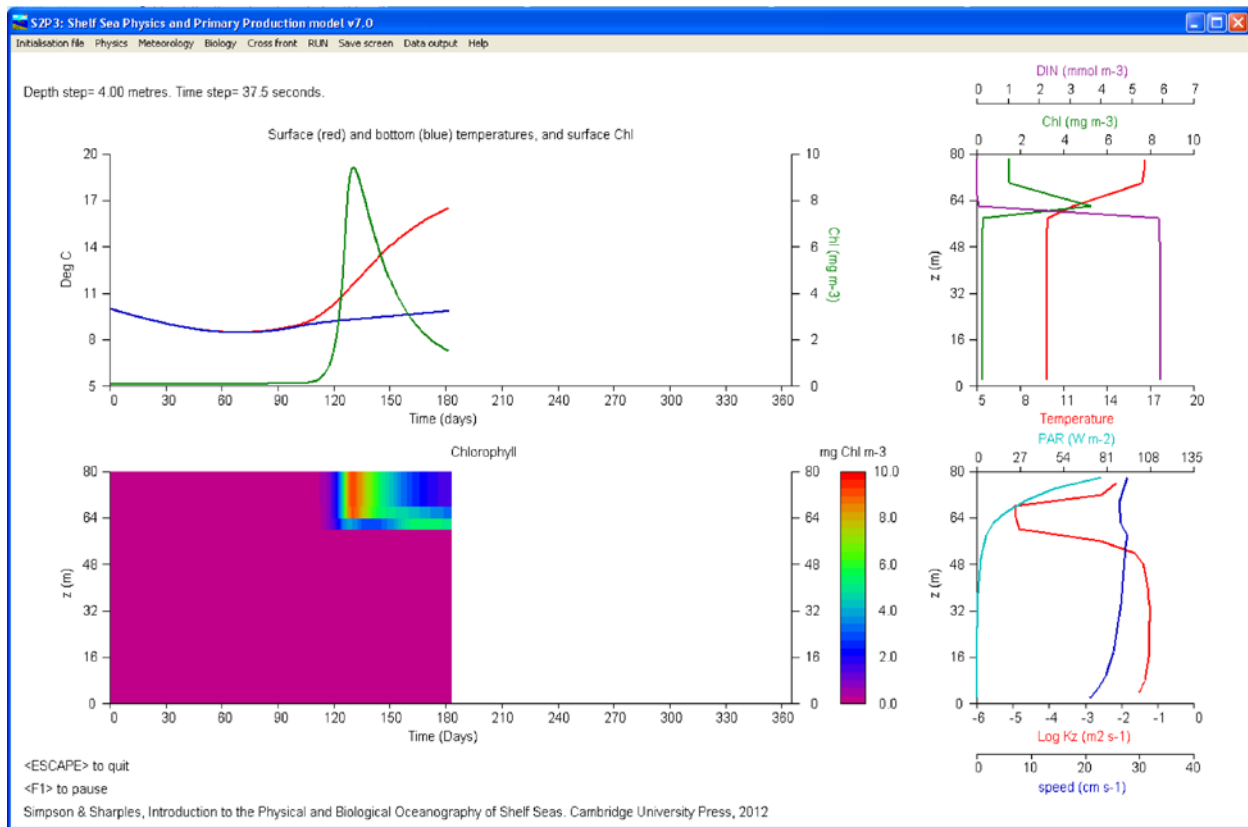 S2P3: Shelf Sea Physics and Primary Production model v7.0
Initialisation file Physics Meteorology Biology Cross front RUN Save screen Data output Help
Depth step= 4.00 metres. Time step= 37.5 seconds.
Surface (red) and bottom (blue) temperatures, and surface Chl
20
17
14
11
8
5
Deg C
0 30 60 90 120 150 180 210 240 270 300 330 360
Time (days)
10
8
6
4
2
0
Chl (mg m-3)
DIN (mmol m-3)
0 1 2 3 4 5 6 7
Chl (mg m-3)
0 2 4 6 8 10
80
64
48
32
16
0
z (m)
5 8 11 14 17 20
Temperature
Chlorophyll
80
64
48
32
16
0
z (m)
0 30 60 90 120 150 180 210 240 270 300 330 360
Time (Days)
80
64
48
32
16
0
mg Chl m-3
10.0
8.0
6.0
4.0
2.0
0.0
PAR (W m-2)
0 27 54 81 108 135
80
64
48
32
16
0
z (m)
-6 -5 -4 -3 -2 -1 0
Log Kz (m2 s-1)
0 10 20 30 40
speed (cm s-1)
<ESCAPE> to quit
<F1> to pause
Simpson & Sharples, Introduction to the Physical and Biological Oceanography of Shelf Seas. Cambridge University Press, 2012